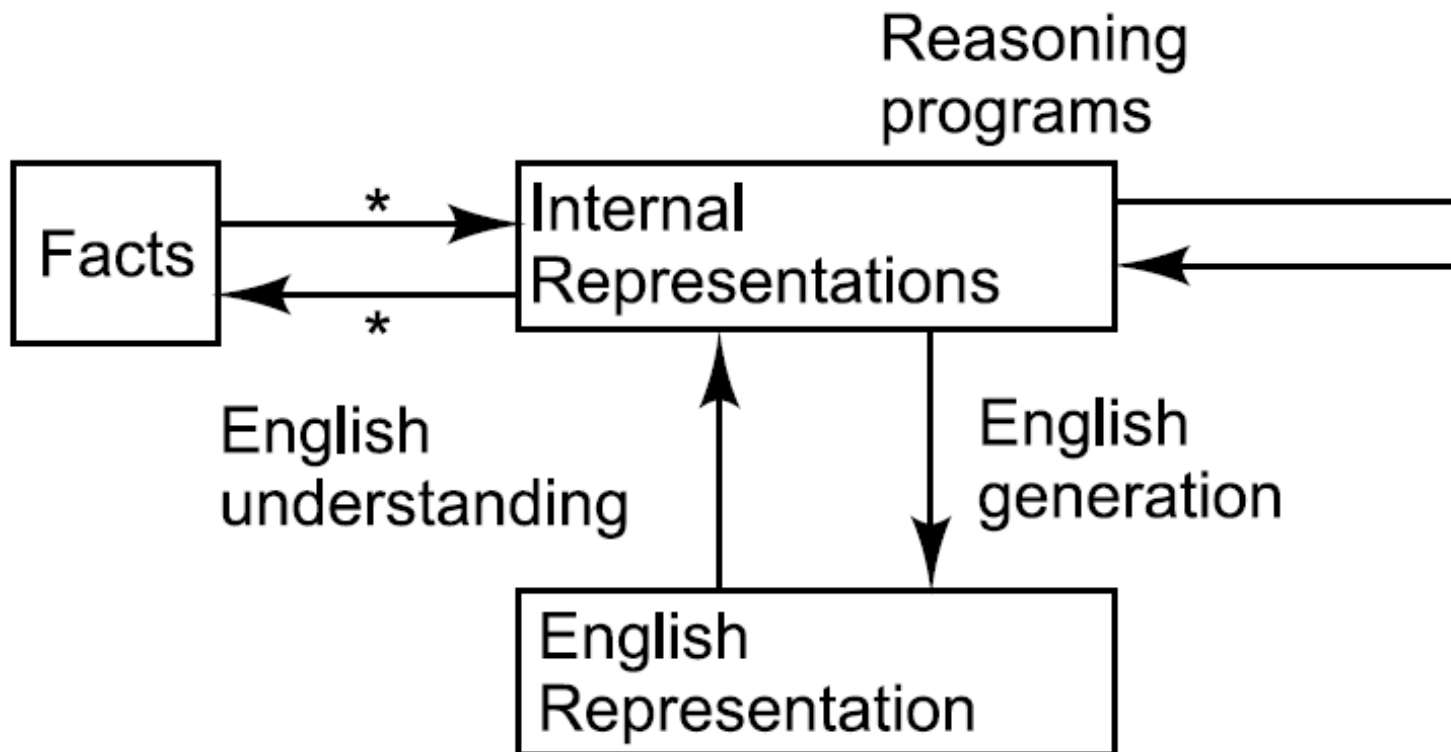 Reasoning
programs
Facts
*
*
Internal
Representations
English
understanding
English
generation
English
Representation